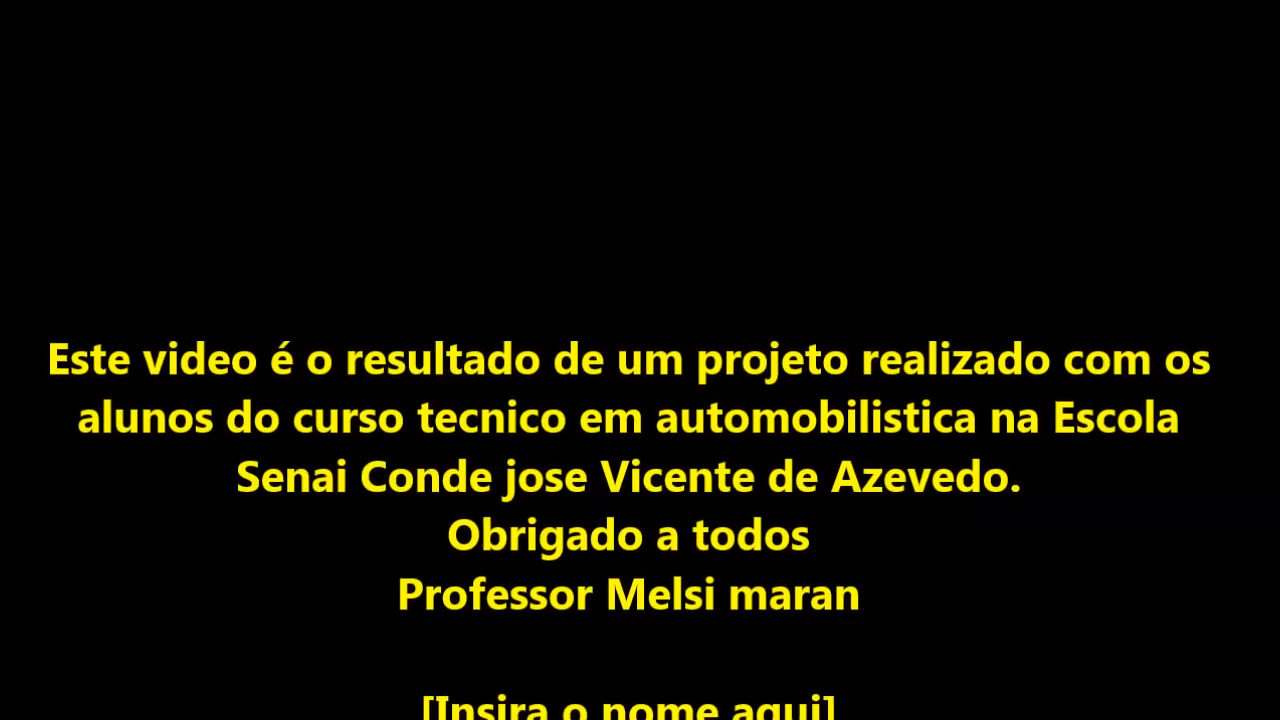 Este video é o resultado de um projeto realizado com os
alunos do curso tecnico em automobilistica na Escola
Senai Conde jose Vicente de Azevedo.
Obrigado a todos
Professor Melsi maran
[Insira o nome aqui]